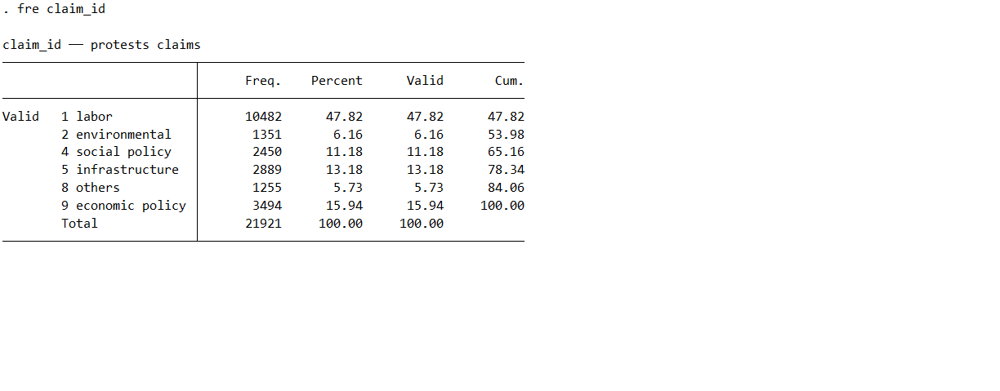 . fre claim_id
claim_id — protests claims
Freq. Percent Valid Cum.
Valid 1 labor 10482 47.82 47.82 47.82
2 environmental 1351 6.16 6.16 53.98
4 social policy 2450 11.18 11.18 65.16
5 infrastructure 2889 13.18 13.18 78.34
8 others 1255 5.73 5.73 84.06
9 economic policy 3494 15.94 15.94 100.00
Total 21921 100.00 100.00